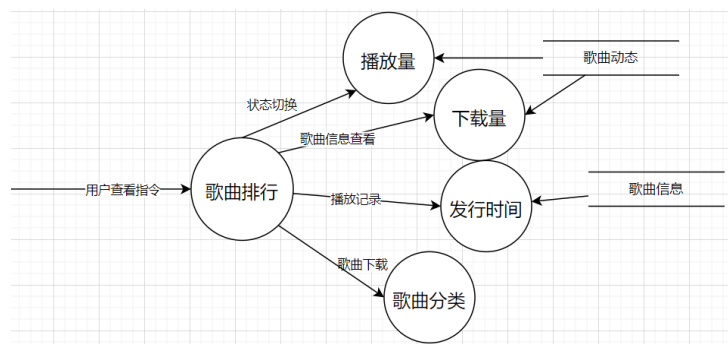 播放量
歌曲动态
状态切换
下载量
歌曲信息查看
用户查看指令
歌曲排行
播放记录
发行时间
歌曲信息
歌曲下载
歌曲分类